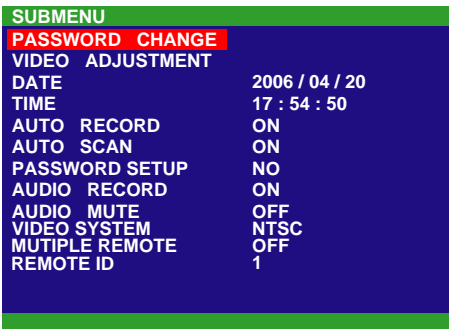 SUBMENU
PASSWORD CHANGE
VIDEO ADJUSTMENT
DATE 2006 / 04 / 20
TIME 17 : 54 : 50
AUTO RECORD ON
AUTO SCAN ON
PASSWORD SETUP NO
AUDIO RECORD ON
AUDIO MUTE OFF
VIDEO SYSTEM NTSC
MUTIPLE REMOTE OFF
REMOTE ID 1